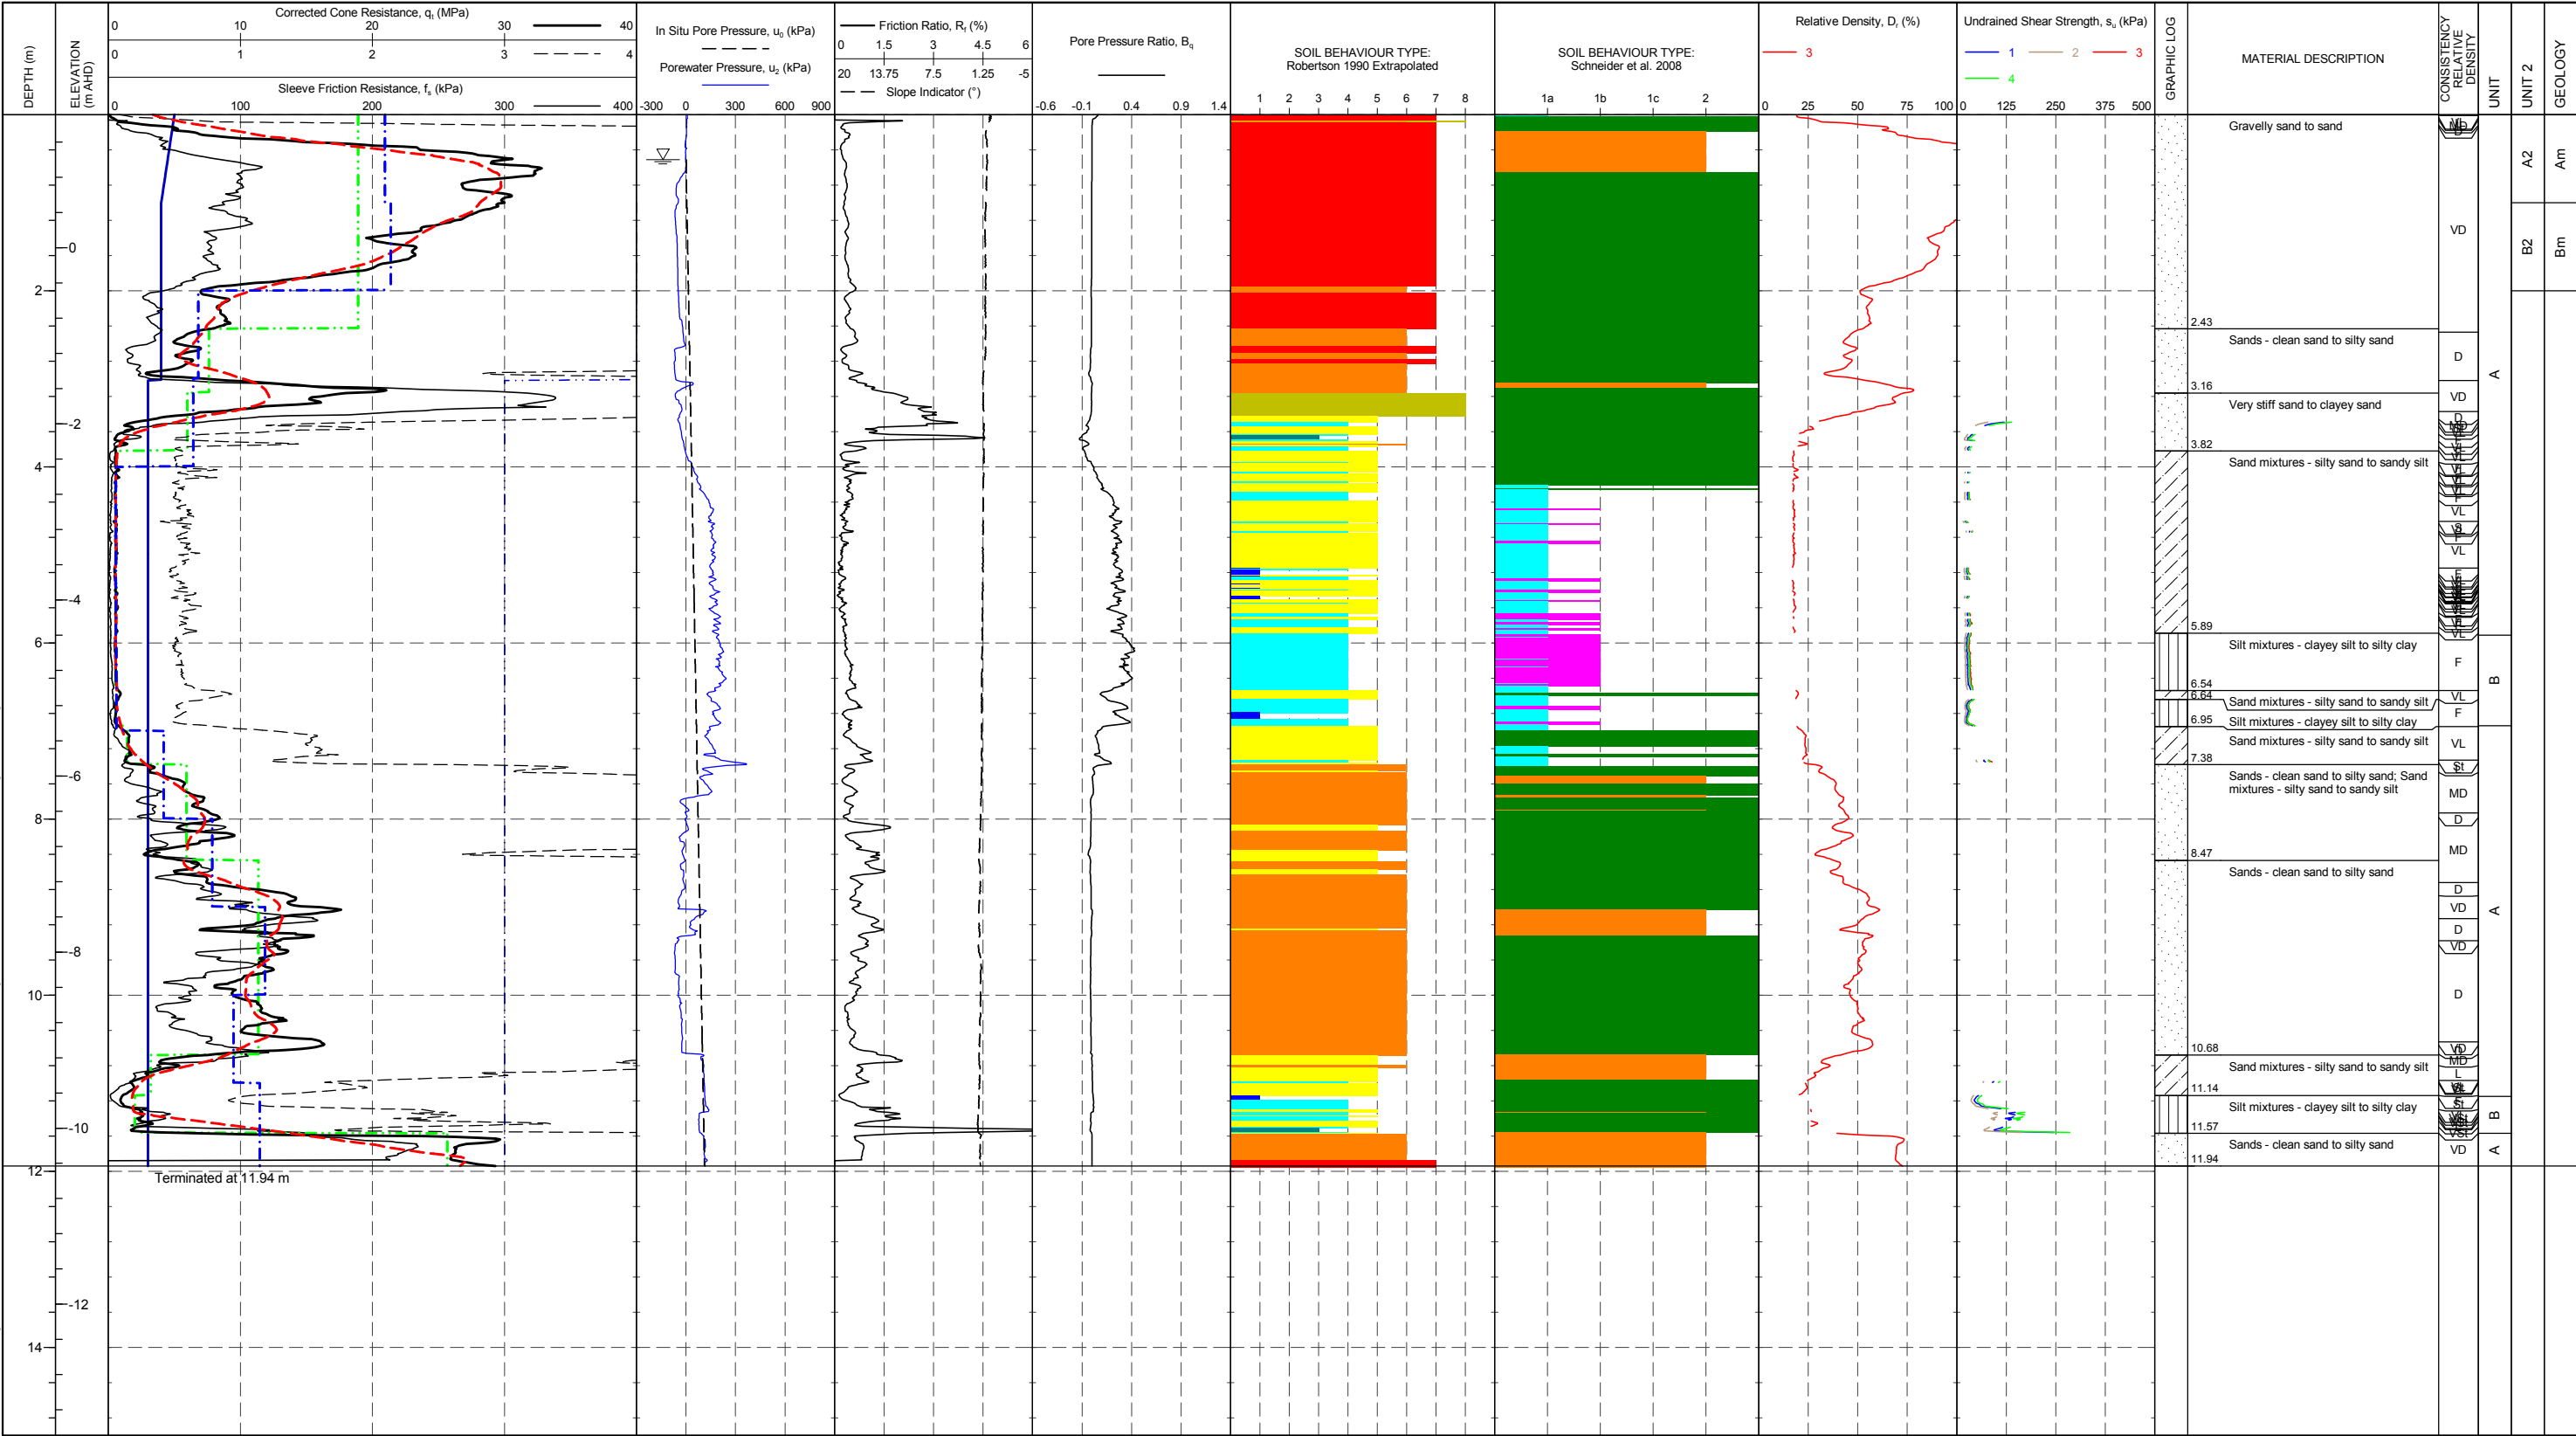 DEPTH (m)
ELEVATION
(m AHD)
Corrected Cone Resistance, qt (MPa)
0 10 20 30 40
0 2 4
Sleeve Friction Resistance, fs (kPa)
0 100 200 300 400
In Situ Pore Pressure, u0 (kPa)
Porewater Pressure, u2 (kPa)
-300 0 300 600 900
Friction Ratio, Rf (%)
0 1.5 3 4.5 6
20 13.75 7.5 1.25 -5
Slope Indicator (°)
Pore Pressure Ratio, Bq
-0.6 -0.1 0.4 0.9 1.4
SOIL BEHAVIOUR TYPE:
Robertson 1990 Extrapolated
1 2 3 4 5 6 7 8
SOIL BEHAVIOUR TYPE:
Schneider et al. 2008
1a 1b 1c 2
Relative Density, Dr (%)
3
0 25 50 75 100
Undrained Shear Strength, su (kPa)
1 2 3
4
0 125 250 375 500
GRAPHIC LOG
MATERIAL DESCRIPTION
CONSISTENCY
RELATIVE
DENSITY
UNIT
UNIT 2
GEOLOGY
2
4
6
8
10
12
14
0
-2
-4
-6
-8
-10
-12
Terminated at 11.94 m
Gravelly sand to sand
2.43
Sands - clean sand to silty sand
3.16
Very stiff sand to clayey sand
3.82
Sand mixtures - silty sand to sandy silt
5.89
Silt mixtures - clayey silt to silty clay
6.54
6.64 Sand mixtures - silty sand to sandy silt
6.95 Silt mixtures - clayey silt to silty clay
Sand mixtures - silty sand to sandy silt
7.38
Sands - clean sand to silty sand; Sand
mixtures - silty sand to sandy silt
8.47
Sands - clean sand to silty sand
10.68
Sand mixtures - silty sand to sandy silt
11.14
Silt mixtures - clayey silt to silty clay
11.57
Sands - clean sand to silty sand
11.94
VD
D
VD
D
VL
VL
VL
F
VL
F
VL
St
MD
D
MD
D
VD
D
VD
D
VD
MD
L
St
VSt
VD
A
B
A
B
A
A2
B2
Am
Bm